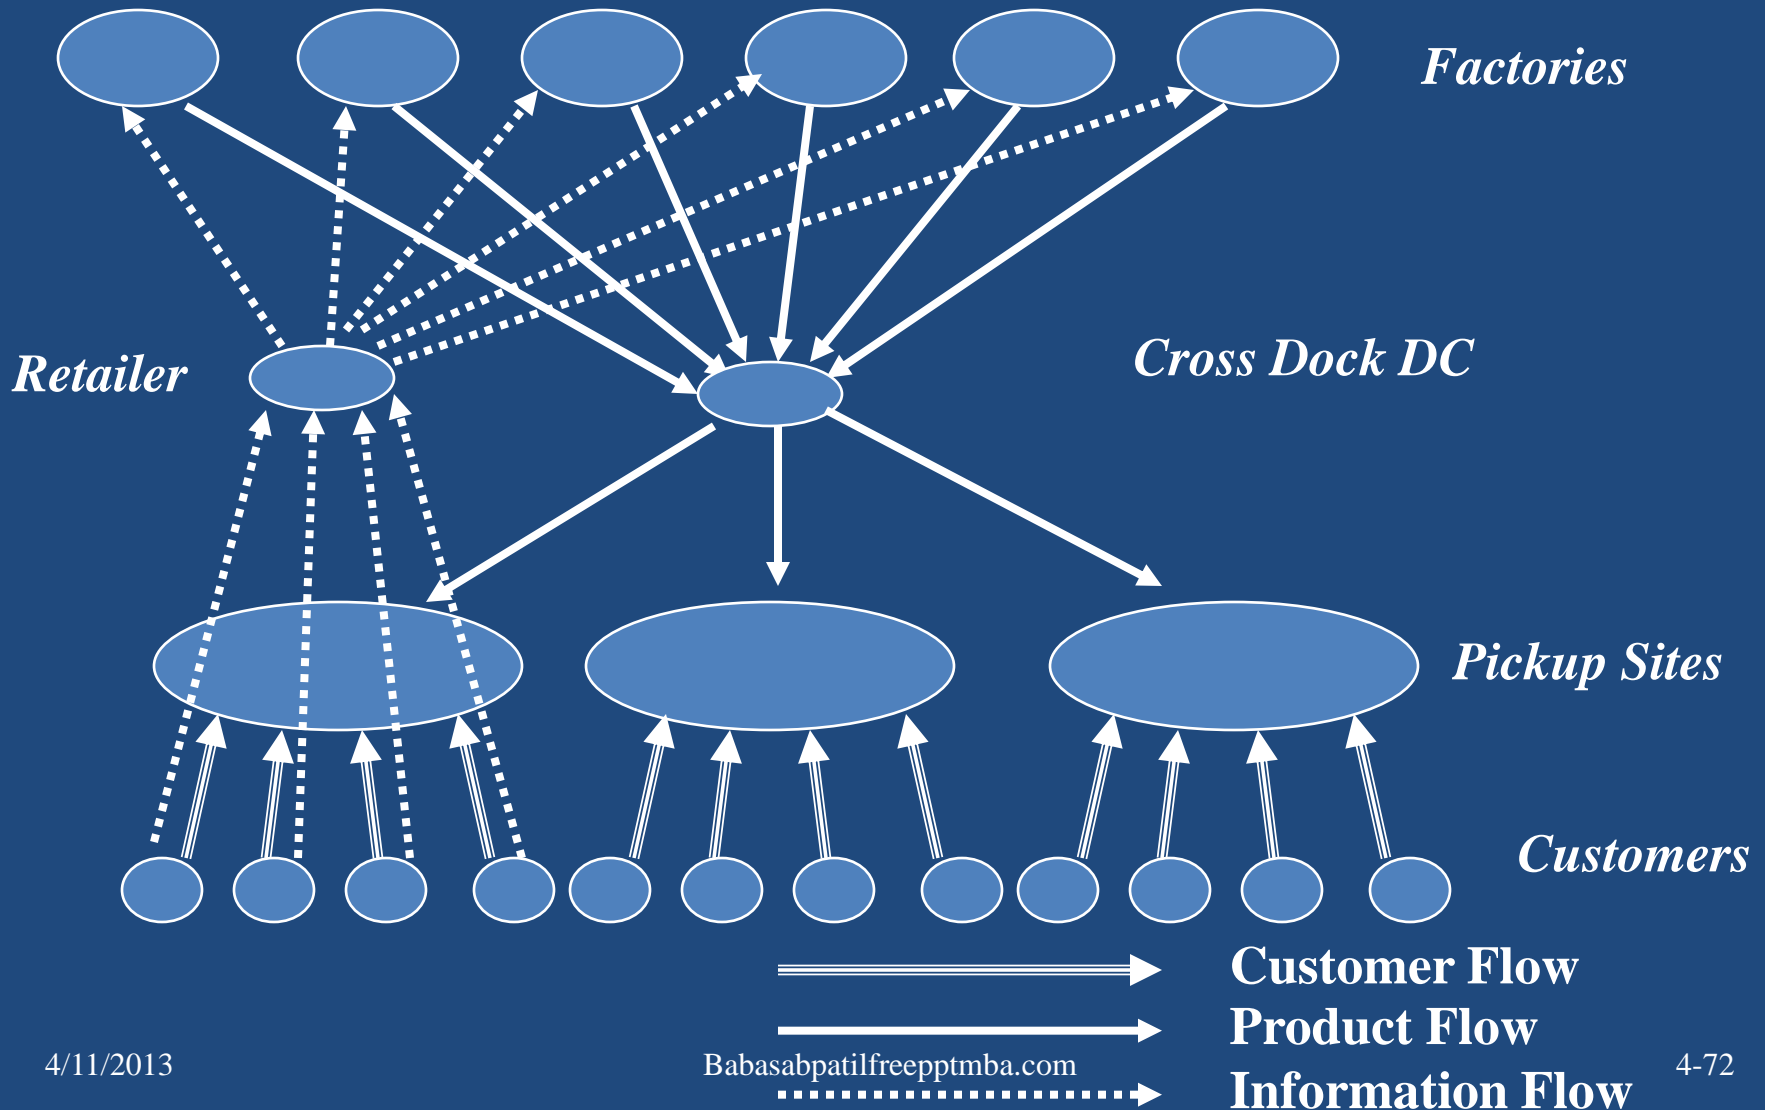 Factories
Retailer
Cross Dock DC
Pickup Sites
Customers
Customer Flow
Product Flow
4/11/2013
Babasabpatilfreepptmba.com
4-72
Information Flow